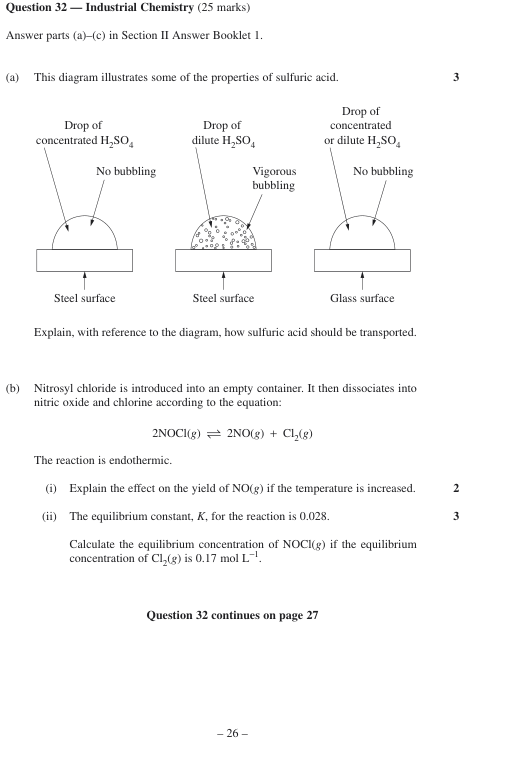 Question 32 — Industrial Chemistry (25 marks)
Answer parts (a)–(c) in Section II Answer Booklet 1.
(a) This diagram illustrates some of the properties of sulfuric acid. 3
Drop of
concentrated H₂SO₄
No bubbling
Steel surface
Drop of
dilute H₂SO₄
Vigorous
bubbling
Steel surface
Drop of
concentrated
or dilute H₂SO₄
No bubbling
Glass surface
Explain, with reference to the diagram, how sulfuric acid should be transported.
(b) Nitrosyl chloride is introduced into an empty container. It then dissociates into
nitric oxide and chlorine according to the equation:
2NOCl(g) ⇌ 2NO(g) + Cl₂(g)
The reaction is endothermic.
(i) Explain the effect on the yield of NO(g) if the temperature is increased. 2
(ii) The equilibrium constant, K, for the reaction is 0.028. 3
Calculate the equilibrium concentration of NOCl(g) if the equilibrium
concentration of Cl₂(g) is 0.17 mol L⁻¹.
Question 32 continues on page 27
– 26 –